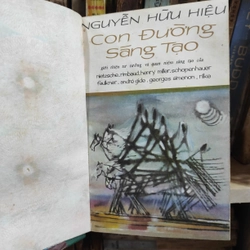 NGUYỄN HỮU HIỆU
Con Đường
Sáng Tạo
nietzsche, rimbaud, henry miller, schopenhauer
faulkner, andré gide, georges simenon, rilke